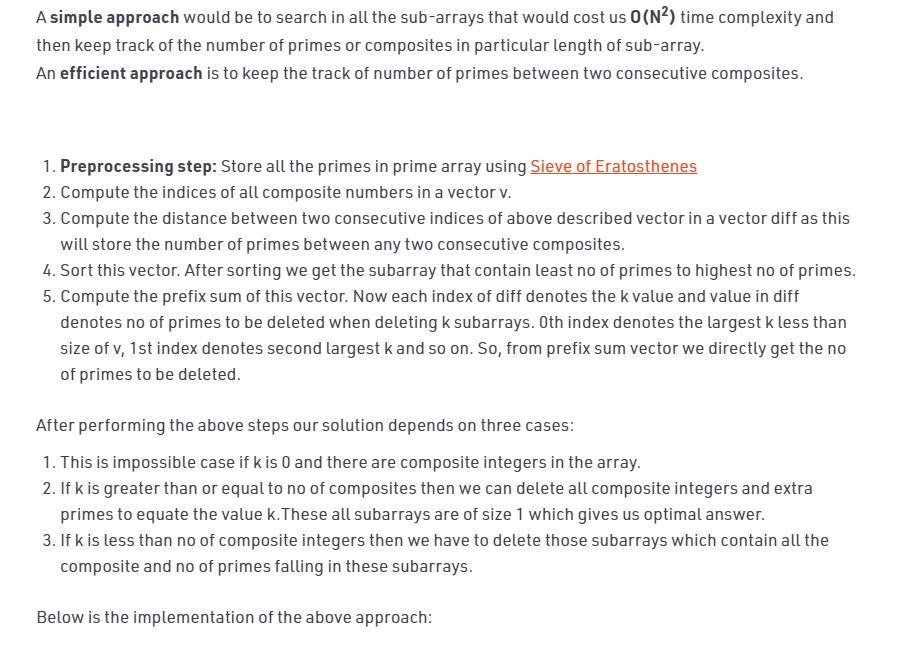 A simple approach would be to search in all the sub-arrays that would cost us O(N²) time complexity and
then keep track of the number of primes or composites in particular length of sub-array.
An efficient approach is to keep the track of number of primes between two consecutive composites.
1. Preprocessing step: Store all the primes in prime array using Sieve of Eratosthenes
2. Compute the indices of all composite numbers in a vector v.
3. Compute the distance between two consecutive indices of above described vector in a vector diff as this
will store the number of primes between any two consecutive composites.
4. Sort this vector. After sorting we get the subarray that contain least no of primes to highest no of primes.
5. Compute the prefix sum of this vector. Now each index of diff denotes the k value and value in diff
denotes no of primes to be deleted when deleting k subarrays. 0th index denotes the largest k less than
size of v, 1st index denotes second largest k and so on. So, from prefix sum vector we directly get the no
of primes to be deleted.
After performing the above steps our solution depends on three cases:
1. This is impossible case if k is 0 and there are composite integers in the array.
2. If k is greater than or equal to no of composites then we can delete all composite integers and extra
primes to equate the value k.These all subarrays are of size 1 which gives us optimal answer.
3. If k is less than no of composite integers then we have to delete those subarrays which contain all the
composite and no of primes falling in these subarrays.
Below is the implementation of the above approach: